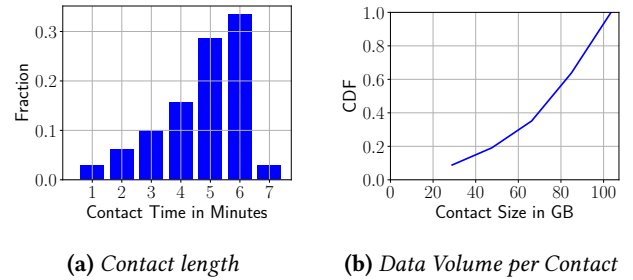 Fraction
0.3
0.2
0.1
0.0
1 2 3 4 5 6 7
Contact Time in Minutes
(a) Contact length
CDF
1.0
0.8
0.6
0.4
0.2
0.0
0 20 40 60 80 100
Contact Size in GB
(b) Data Volume per Contact